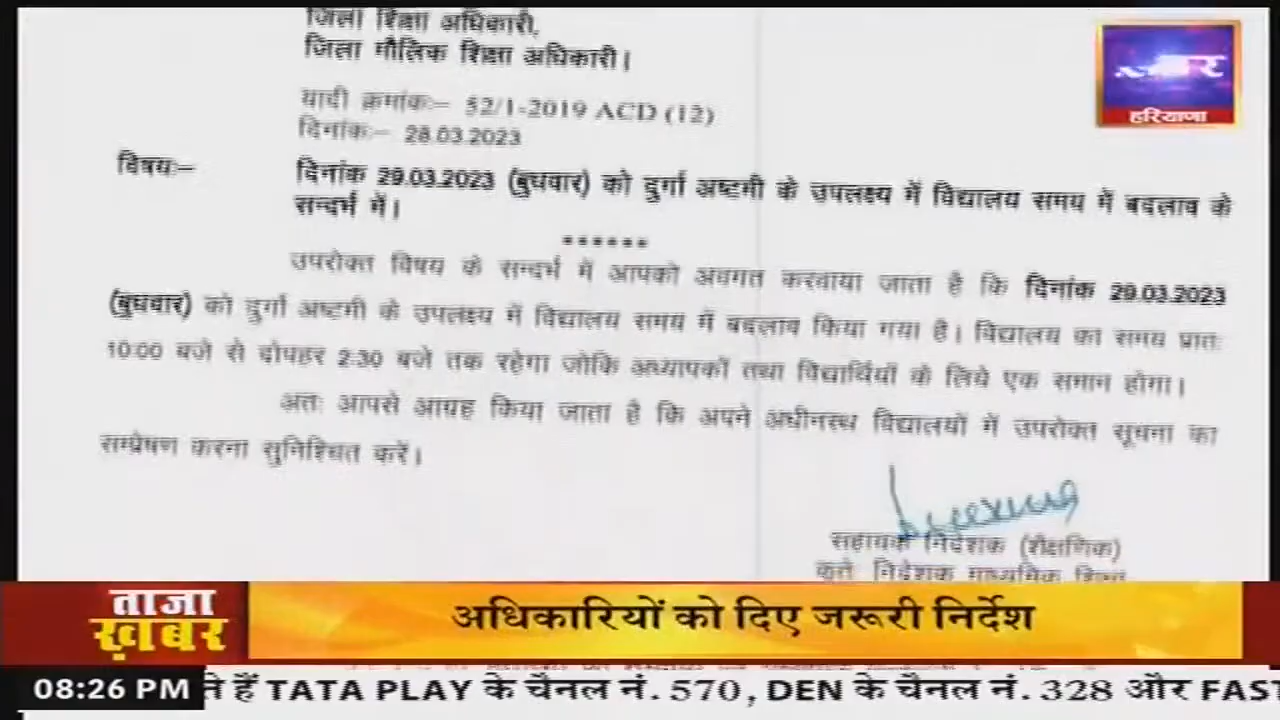 जिला शिक्षा अधिकारी,
जिला मौलिक शिक्षा अधिकारी।
यादी क्रमांकः– 52/1-2019 ACD (12)
दिनांकः– 28.03.2023
विषयः–
दिनांक 29.03.2023 (बुधवार) को दुर्गा अष्टमी के उपलक्ष्य में विद्यालय समय में बदलाव के
सन्दर्भ में।
******
उपरोक्त विषय के सन्दर्भ में आपको अवगत करवाया जाता है कि दिनांक 29.03.2023
(बुधवार) को दुर्गा अष्टमी के उपलक्ष्य में विद्यालय समय में बदलाव किया गया है। विद्यालय का समय प्रातः
10:00 बजे से दोपहर 2:30 बजे तक रहेगा जोकि अध्यापकों तथा विद्यार्थियों के लिये एक समान होगा।
अतः आपसे आग्रह किया जाता है कि अपने अधीनस्थ विद्यालयों में उपरोक्त सूचना का
सम्प्रेषण करना सुनिश्चित करें।
सहायक निदेशक (शैक्षणिक)
कृतेः निदेशक माध्यमिक शिक्षा
हरियाणा
ताजा
ख़बर
अधिकारियों को दिए जरूरी निर्देश
08:26 PM
ते हैं TATA PLAY के चैनल नं. 570, DEN के चैनल नं. 328 और FAST